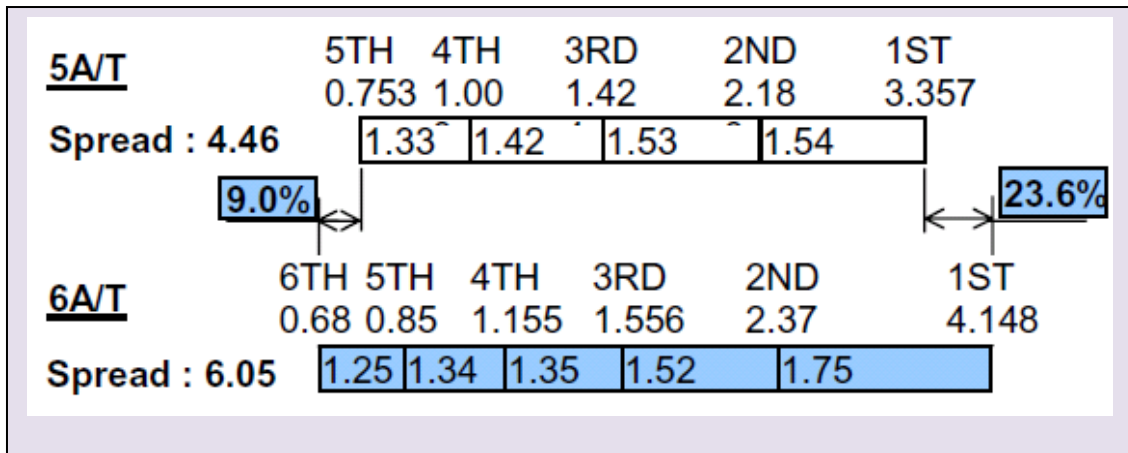 5A/T 5TH 4TH 3RD 2ND 1ST
0.753 1.00 1.42 2.18 3.357
Spread : 4.46 1.33 1.42 1.53 1.54
9.0% 23.6%
6A/T 6TH 5TH 4TH 3RD 2ND 1ST
0.68 0.85 1.155 1.556 2.37 4.148
Spread : 6.05 1.25 1.34 1.35 1.52 1.75